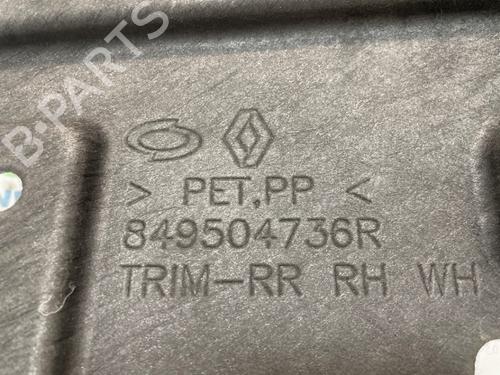 B-PARTS
> PET,PP <
849504736R
TRIM-RR RH WH